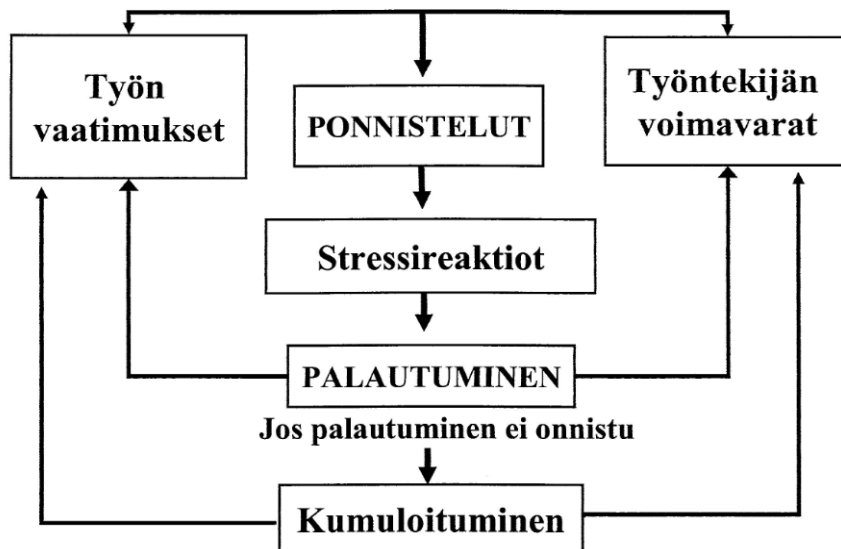 Työn
vaatimukset
PONNISTELUT
Työntekijän
voimavarat
Stressireaktiot
PALAUTUMINEN
Jos palautuminen ei onnistu
Kumuloituminen